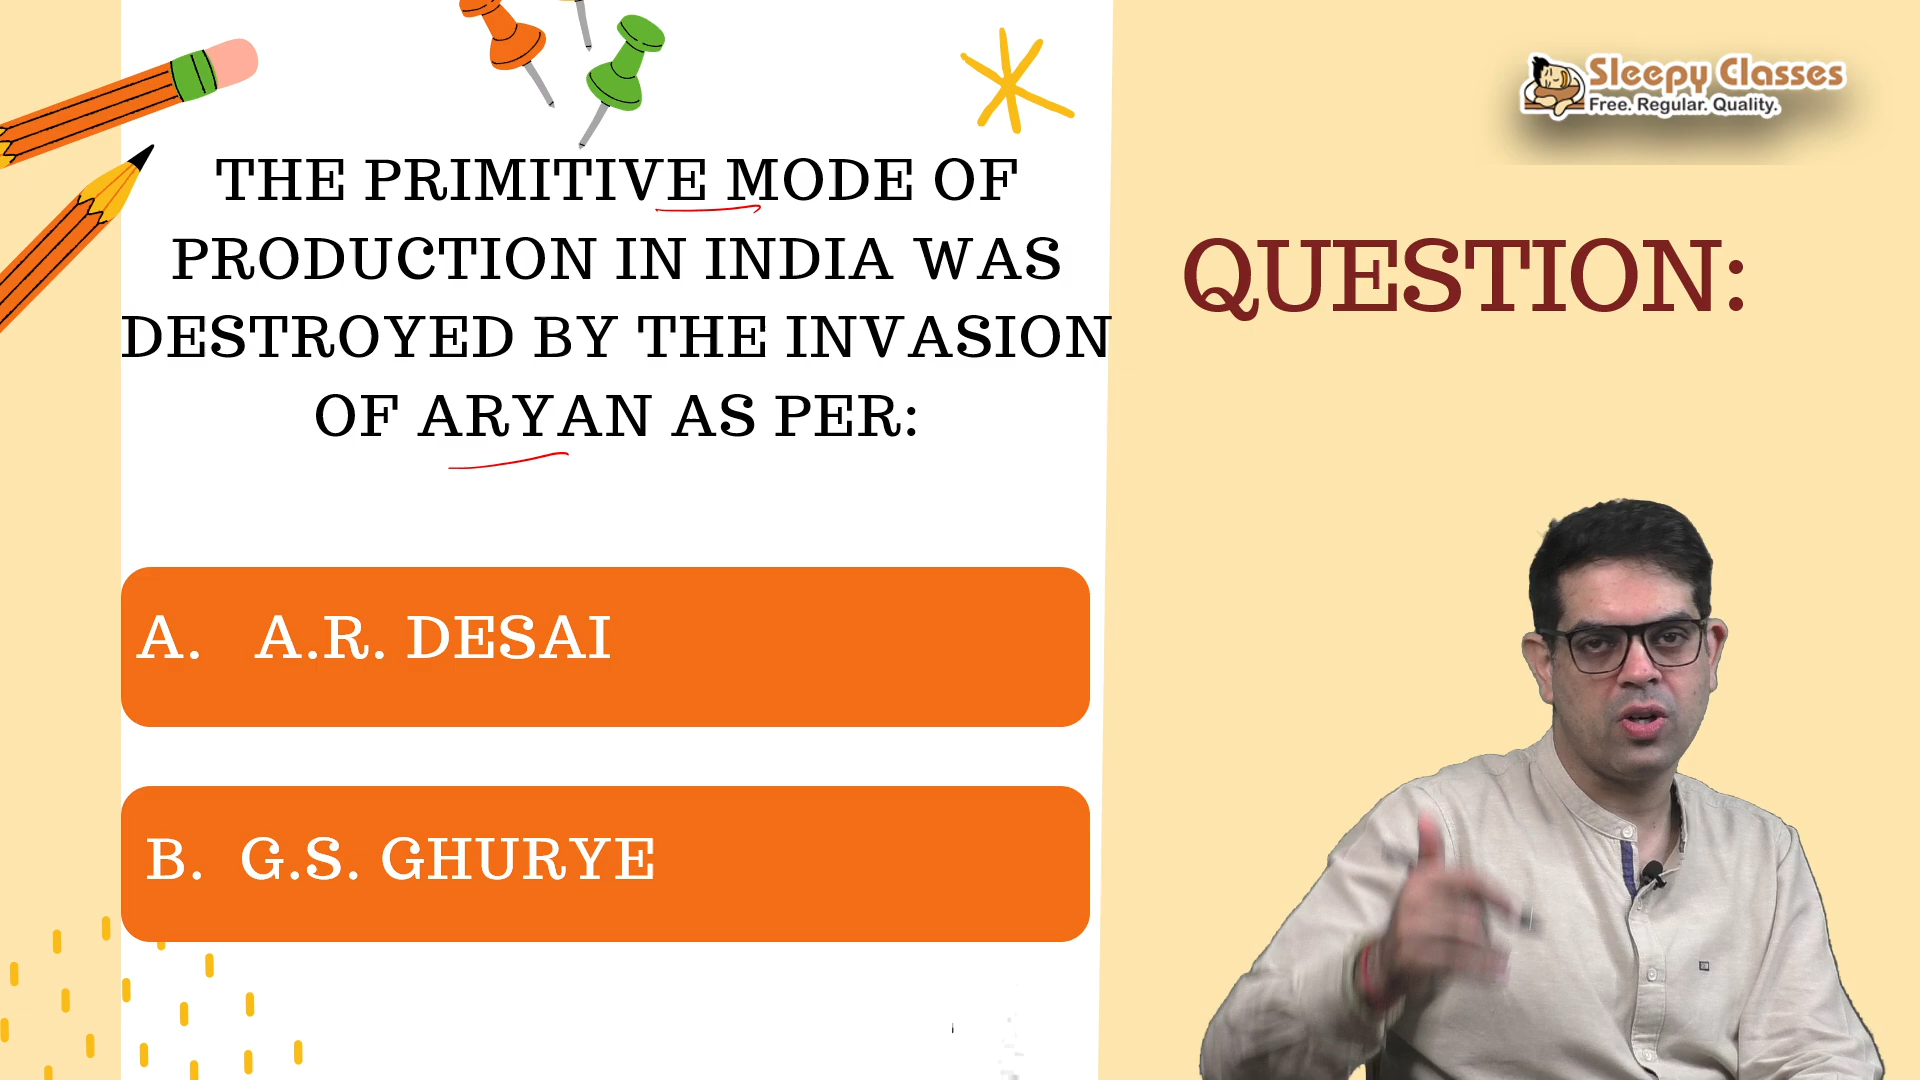 Sleepy Classes
Free. Regular. Quality.
THE PRIMITIVE MODE OF
PRODUCTION IN INDIA WAS
DESTROYED BY THE INVASION
OF ARYAN AS PER:
QUESTION:
A. A.R. DESAI
B. G.S. GHURYE